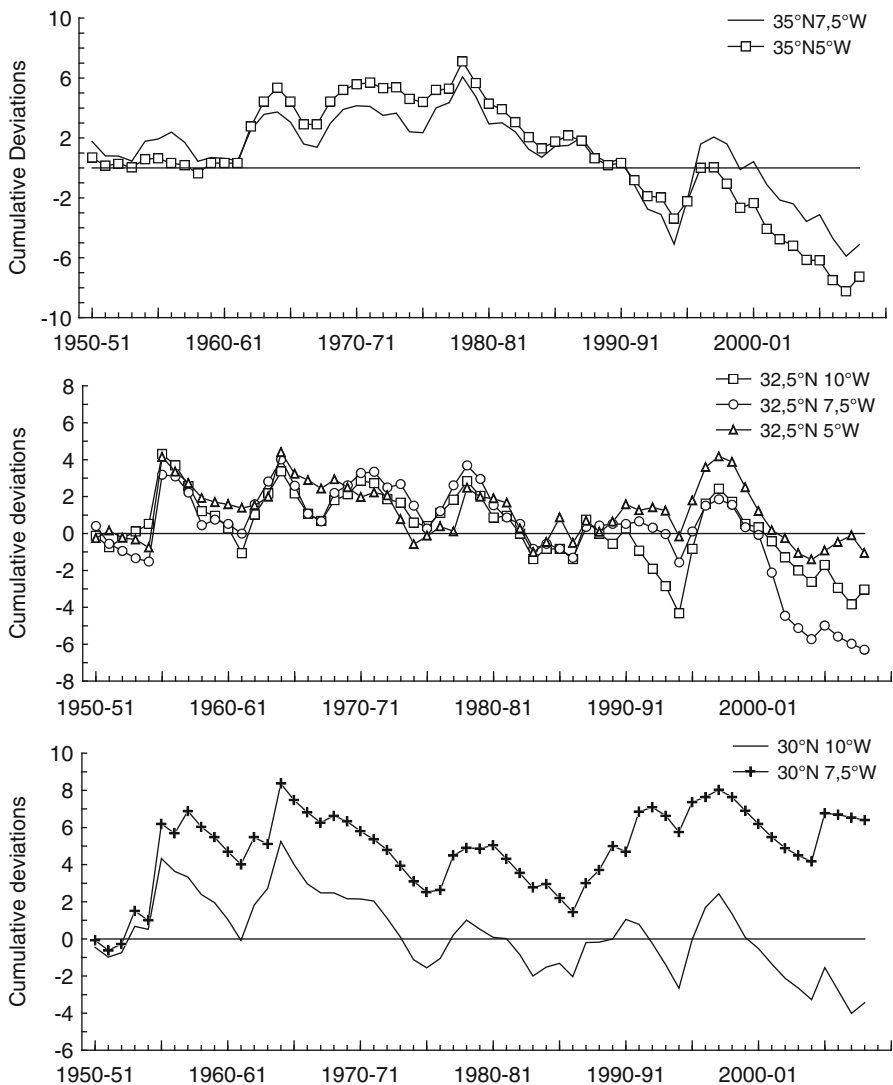 Cumulative Deviations
10
6
2
-2
-6
-10
35°N7,5°W
35°N5°W
1950-51 1960-61 1970-71 1980-81 1990-91 2000-01
Cumulative deviations
8
6
4
2
0
-2
-4
-6
-8
32,5°N 10°W
32,5°N 7,5°W
32,5°N 5°W
1950-51 1960-61 1970-71 1980-81 1990-91 2000-01
Cumulative deviations
10
8
6
4
2
0
-2
-4
-6
30°N 10°W
30°N 7,5°W
1950-51 1960-61 1970-71 1980-81 1990-91 2000-01